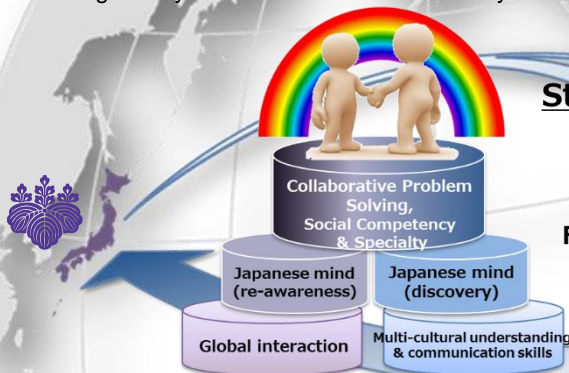 St
Collaborative Problem
Solving,
Social Competency
& Specialty
Japanese mind
(re-awareness)
Japanese mind
(discovery)
Global interaction
Multi-cultural understanding
& communication skills